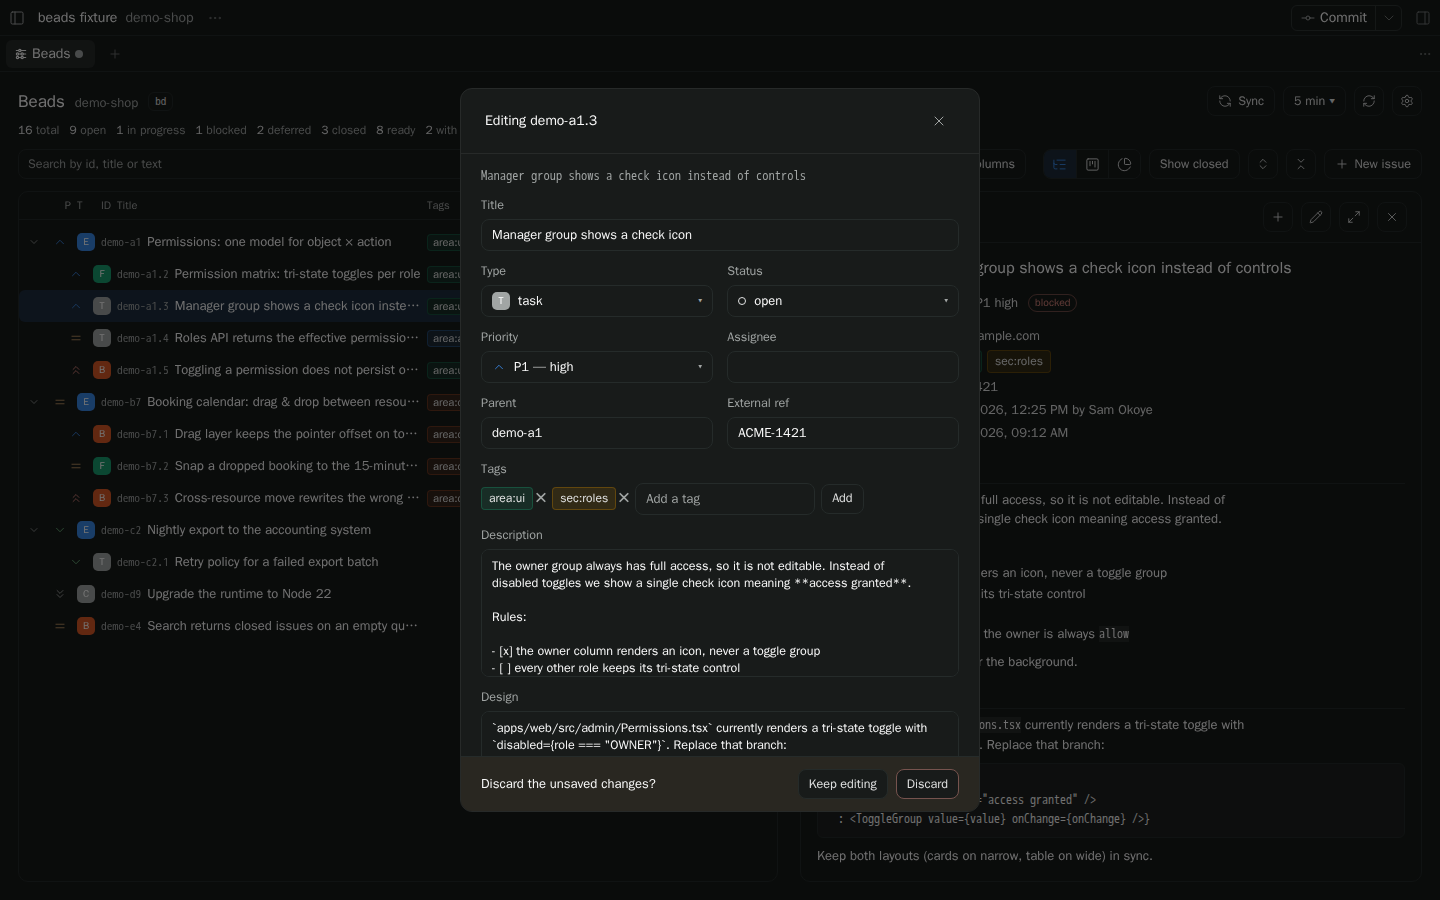 beads fixture demo-shop ···
Commit
Beads
Beads demo-shop bd
Sync 5 min
16 total 9 open 1 in progress 1 blocked 2 deferred 3 closed 8 ready 2 with
Search by id, title or text
Show closed
New issue
P T ID Title Tags
E demo-a1 Permissions: one model for object × action
F demo-a1.2 Permission matrix: tri-state toggles per role
T demo-a1.3 Manager group shows a check icon inste···
T demo-a1.4 Roles API returns the effective permissio···
B demo-a1.5 Toggling a permission does not persist o···
E demo-b7 Booking calendar: drag & drop between resou···
B demo-b7.1 Drag layer keeps the pointer offset on to···
F demo-b7.2 Snap a dropped booking to the 15-minut···
B demo-b7.3 Cross-resource move rewrites the wrong ···
E demo-c2 Nightly export to the accounting system
T demo-c2.1 Retry policy for a failed export batch
C demo-d9 Upgrade the runtime to Node 22
B demo-e4 Search returns closed issues on an empty qu···
Editing demo-a1.3
Manager group shows a check icon instead of controls
Title
Manager group shows a check icon
Type Status
T task open
Priority Assignee
P1 — high
Parent External ref
demo-a1 ACME-1421
Tags
area:ui sec:roles Add a tag Add
Description
The owner group always has full access, so it is not editable. Instead of
disabled toggles we show a single check icon meaning **access granted**.
Rules:
- [x] the owner column renders an icon, never a toggle group
- [ ] every other role keeps its tri-state control
Design
`apps/web/src/admin/Permissions.tsx` currently renders a tri-state toggle with
`disabled={role === "OWNER"}`. Replace that branch:
Discard the unsaved changes? Keep editing Discard
group shows a check icon instead of controls
P1 high blocked
sec:roles
12:25 PM by Sam Okoye
09:12 AM
full access, so it is not editable. Instead of
single check icon meaning access granted.
an icon, never a toggle group
its tri-state control
the owner is always allow
the background.
currently renders a tri-state toggle with
. Replace that branch:
"access granted" />
: <ToggleGroup value={value} onChange={onChange} />}
Keep both layouts (cards on narrow, table on wide) in sync.